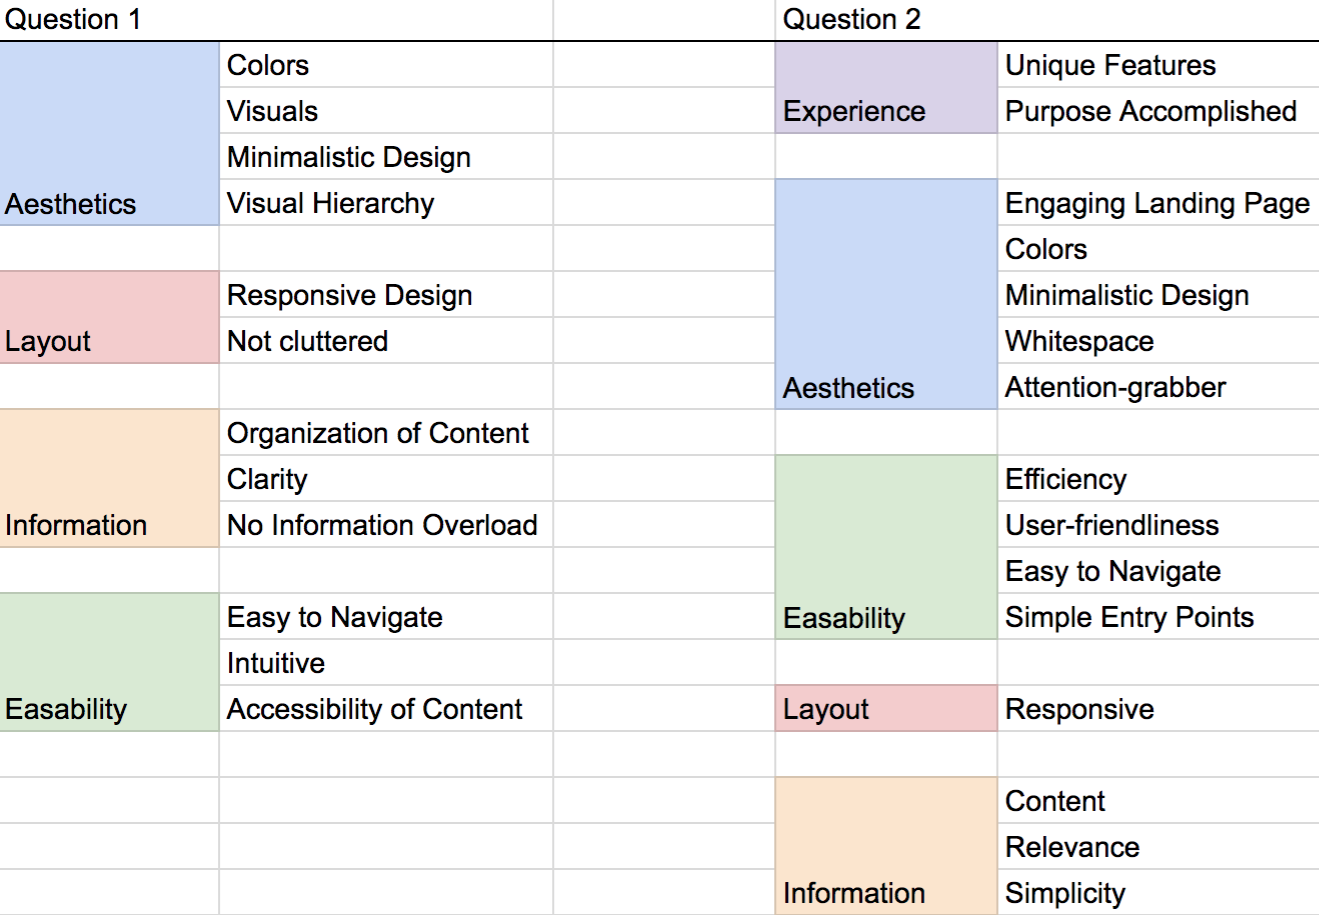 Question 1
Aesthetics
Colors
Visuals
Minimalistic Design
Visual Hierarchy
Layout
Responsive Design
Not cluttered
Information
Organization of Content
Clarity
No Information Overload
Easability
Easy to Navigate
Intuitive
Accessibility of Content
Question 2
Experience
Unique Features
Purpose Accomplished
Aesthetics
Engaging Landing Page
Colors
Minimalistic Design
Whitespace
Attention-grabber
Easability
Efficiency
User-friendliness
Easy to Navigate
Simple Entry Points
Layout
Responsive
Information
Content
Relevance
Simplicity